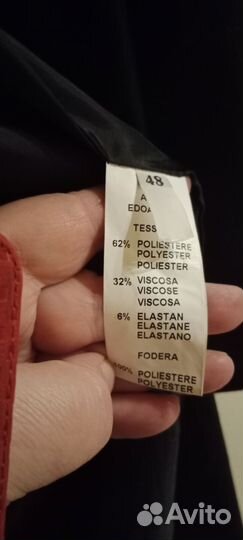 48
A
EDOA
TESS
62% POLIESTERE
POLYESTER
POLIESTER
32% VISCOSA
VISCOSE
VISCOSA
6% ELASTAN
ELASTANE
ELASTANO
FODERA
100% POLIESTERE
POLYESTER
Avito